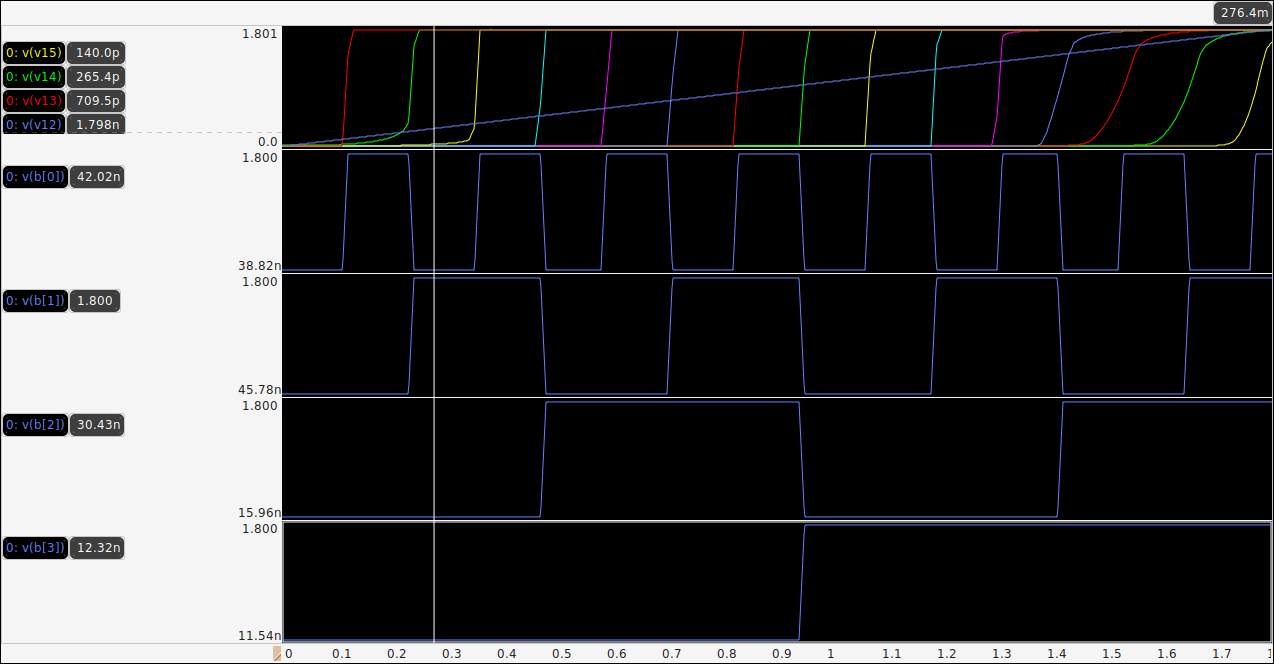 276.4m
1.801
0: v(v15) 140.0p
0: v(v14) 265.4p
0: v(v13) 709.5p
0: v(v12) 1.798n
0.0
1.800
0: v(b[0]) 42.02n
38.82n
1.800
0: v(b[1]) 1.800
45.78n
1.800
0: v(b[2]) 30.43n
15.96n
1.800
0: v(b[3]) 12.32n
11.54n
0 0.1 0.2 0.3 0.4 0.5 0.6 0.7 0.8 0.9 1 1.1 1.2 1.3 1.4 1.5 1.6 1.7